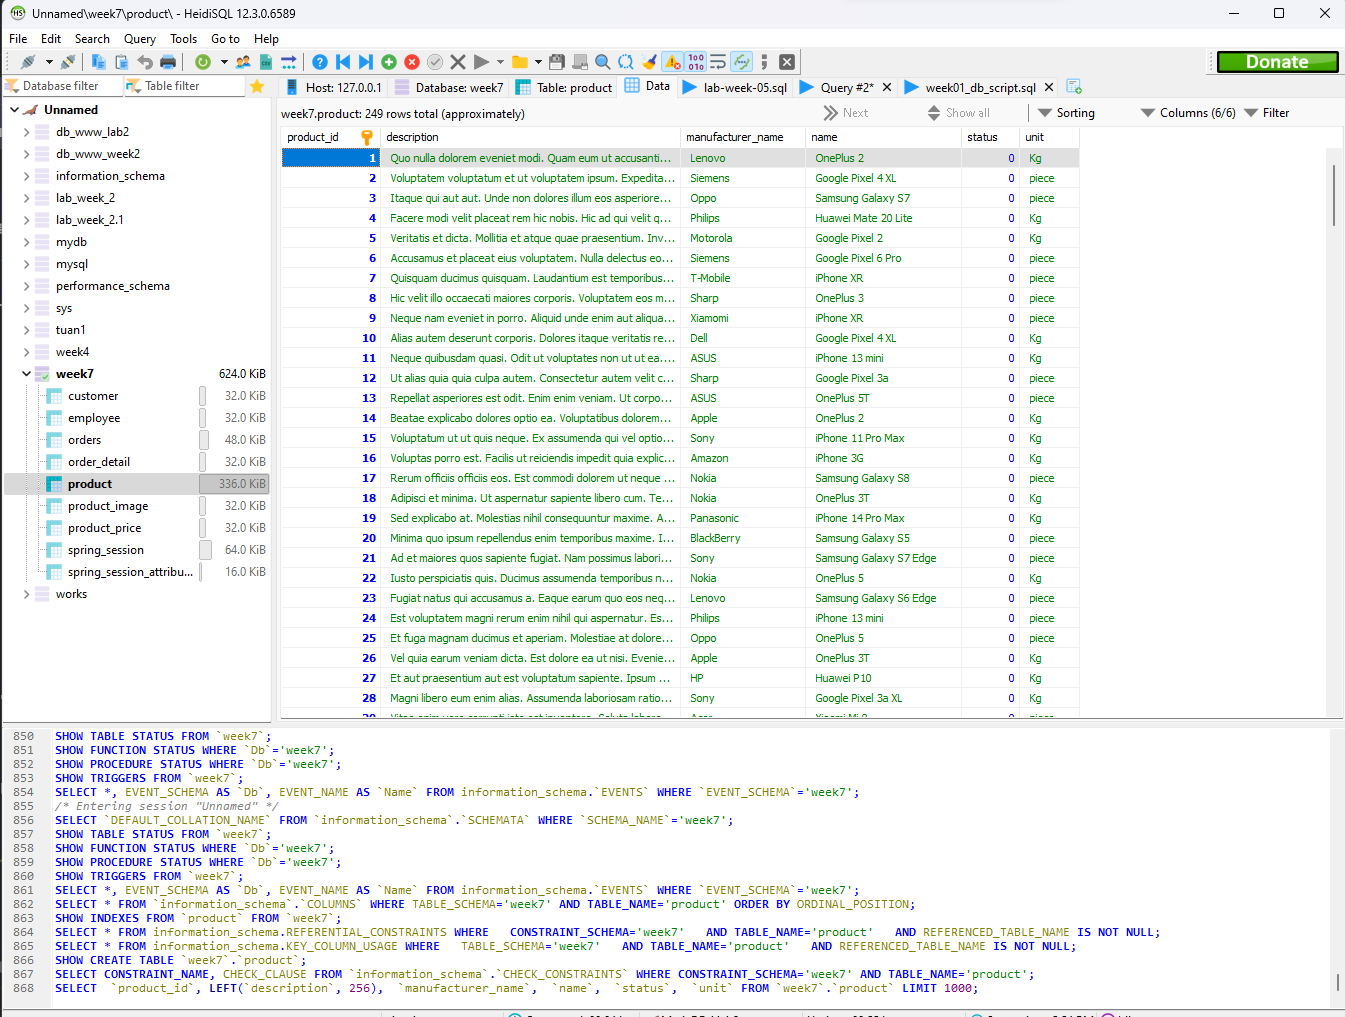 Unnamed\week7\product\ - HeidiSQL 12.3.0.6589
File Edit Search Query Tools Go to Help
Donate
Database filter Table filter
Host: 127.0.0.1 Database: week7 Table: product Data lab-week-05.sql Query #2* week01_db_script.sql
week7.product: 249 rows total (approximately) Next Show all Sorting Columns (6/6) Filter
Unnamed
db_www_lab2
db_www_week2
information_schema
lab_week_2
lab_week_2.1
mydb
mysql
performance_schema
sys
tuan1
week4
week7 624.0 KiB
customer 32.0 KiB
employee 32.0 KiB
orders 48.0 KiB
order_detail 32.0 KiB
product 336.0 KiB
product_image 32.0 KiB
product_price 32.0 KiB
spring_session 64.0 KiB
spring_session_attribu... 16.0 KiB
works
product_id description manufacturer_name name status unit
1 Quo nulla dolorem eveniet modi. Quam eum ut accusanti... Lenovo OnePlus 2 0 Kg
2 Voluptatem voluptatum et ut voluptatem ipsum. Expedita... Siemens Google Pixel 4 XL 0 piece
3 Itaque qui aut aut. Unde non dolores illum eos asperiore... Oppo Samsung Galaxy S7 0 piece
4 Facere modi velit placeat rem hic nobis. Hic ad qui velit q... Philips Huawei Mate 20 Lite 0 Kg
5 Veritatis et dicta. Mollitia et atque quae praesentium. Inv... Motorola Google Pixel 2 0 Kg
6 Accusamus et placeat eius voluptatem. Nulla delectus eo... Siemens Google Pixel 6 Pro 0 piece
7 Quisquam ducimus quisquam. Laudantium est temporibus... T-Mobile iPhone XR 0 piece
8 Hic velit illo occaecati maiores corporis. Voluptatem eos m... Sharp OnePlus 3 0 piece
9 Neque nam eveniet in porro. Aliquid unde enim aut aliqua... Xiamomi iPhone XR 0 piece
10 Alias autem deserunt corporis. Dolores itaque veritatis re... Dell Google Pixel 4 XL 0 Kg
11 Neque quibusdam quasi. Odit ut voluptates non ut ut ea.... ASUS iPhone 13 mini 0 Kg
12 Ut alias quia quia culpa autem. Consectetur autem velit c... Sharp Google Pixel 3a 0 piece
13 Repellat asperiores est odit. Enim enim veniam. Ut corpo... ASUS OnePlus 5T 0 piece
14 Beatae explicabo dolores optio ea. Voluptatibus dolorem... Apple OnePlus 2 0 Kg
15 Voluptatum ut ut quis neque. Ex assumenda qui vel optio... Sony iPhone 11 Pro Max 0 Kg
16 Voluptas porro est. Facilis ut reiciendis impedit quia explic... Amazon iPhone 3G 0 Kg
17 Rerum officiis officiis eos. Est commodi dolorem ut neque ... Nokia Samsung Galaxy S8 0 piece
18 Adipisci et minima. Ut aspernatur sapiente libero cum. Te... Nokia OnePlus 3T 0 Kg
19 Sed explicabo at. Molestias nihil consequuntur maxime. A... Panasonic iPhone 14 Pro Max 0 Kg
20 Minima quo ipsum repellendus enim temporibus maxime. I... BlackBerry Samsung Galaxy S5 0 piece
21 Ad et maiores quos sapiente fugiat. Nam possimus labori... Sony Samsung Galaxy S7 Edge 0 piece
22 Iusto perspiciatis quis. Ducimus assumenda temporibus n... Nokia OnePlus 5 0 Kg
23 Fugiat natus qui accusamus a. Eaque earum quo eos neq... Lenovo Samsung Galaxy S6 Edge 0 piece
24 Est voluptatem magni rerum enim nihil qui aspernatur. Es... Philips iPhone 13 mini 0 piece
25 Et fuga magnam ducimus et aperiam. Molestiae at dolore... Oppo OnePlus 5 0 piece
26 Vel quia earum veniam dicta. Est dolore ea ut nisi. Evenie... Apple OnePlus 3T 0 Kg
27 Et aut praesentium aut est voluptatum sapiente. Ipsum ... HP Huawei P10 0 Kg
28 Magni libero eum enim alias. Assumenda laboriosam ratio... Sony Google Pixel 3a XL 0 Kg
850 SHOW TABLE STATUS FROM `week7`;
851 SHOW FUNCTION STATUS WHERE `Db`='week7';
852 SHOW PROCEDURE STATUS WHERE `Db`='week7';
853 SHOW TRIGGERS FROM `week7`;
854 SELECT *, EVENT_SCHEMA AS `Db`, EVENT_NAME AS `Name` FROM information_schema.`EVENTS` WHERE `EVENT_SCHEMA`='week7';
855 /* Entering session "Unnamed" */
856 SELECT `DEFAULT_COLLATION_NAME` FROM `information_schema`.`SCHEMATA` WHERE `SCHEMA_NAME`='week7';
857 SHOW TABLE STATUS FROM `week7`;
858 SHOW FUNCTION STATUS WHERE `Db`='week7';
859 SHOW PROCEDURE STATUS WHERE `Db`='week7';
860 SHOW TRIGGERS FROM `week7`;
861 SELECT *, EVENT_SCHEMA AS `Db`, EVENT_NAME AS `Name` FROM information_schema.`EVENTS` WHERE `EVENT_SCHEMA`='week7';
862 SELECT * FROM `information_schema`.`COLUMNS` WHERE TABLE_SCHEMA='week7' AND TABLE_NAME='product' ORDER BY ORDINAL_POSITION;
863 SHOW INDEXES FROM `product` FROM `week7`;
864 SELECT * FROM information_schema.REFERENTIAL_CONSTRAINTS WHERE CONSTRAINT_SCHEMA='week7' AND TABLE_NAME='product' AND REFERENCED_TABLE_NAME IS NOT NULL;
865 SELECT * FROM information_schema.KEY_COLUMN_USAGE WHERE TABLE_SCHEMA='week7' AND TABLE_NAME='product' AND REFERENCED_TABLE_NAME IS NOT NULL;
866 SHOW CREATE TABLE `week7`.`product`;
867 SELECT CONSTRAINT_NAME, CHECK_CLAUSE FROM `information_schema`.`CHECK_CONSTRAINTS` WHERE CONSTRAINT_SCHEMA='week7' AND TABLE_NAME='product';
868 SELECT `product_id`, LEFT(`description`, 256), `manufacturer_name`, `name`, `status`, `unit` FROM `week7`.`product` LIMIT 1000;